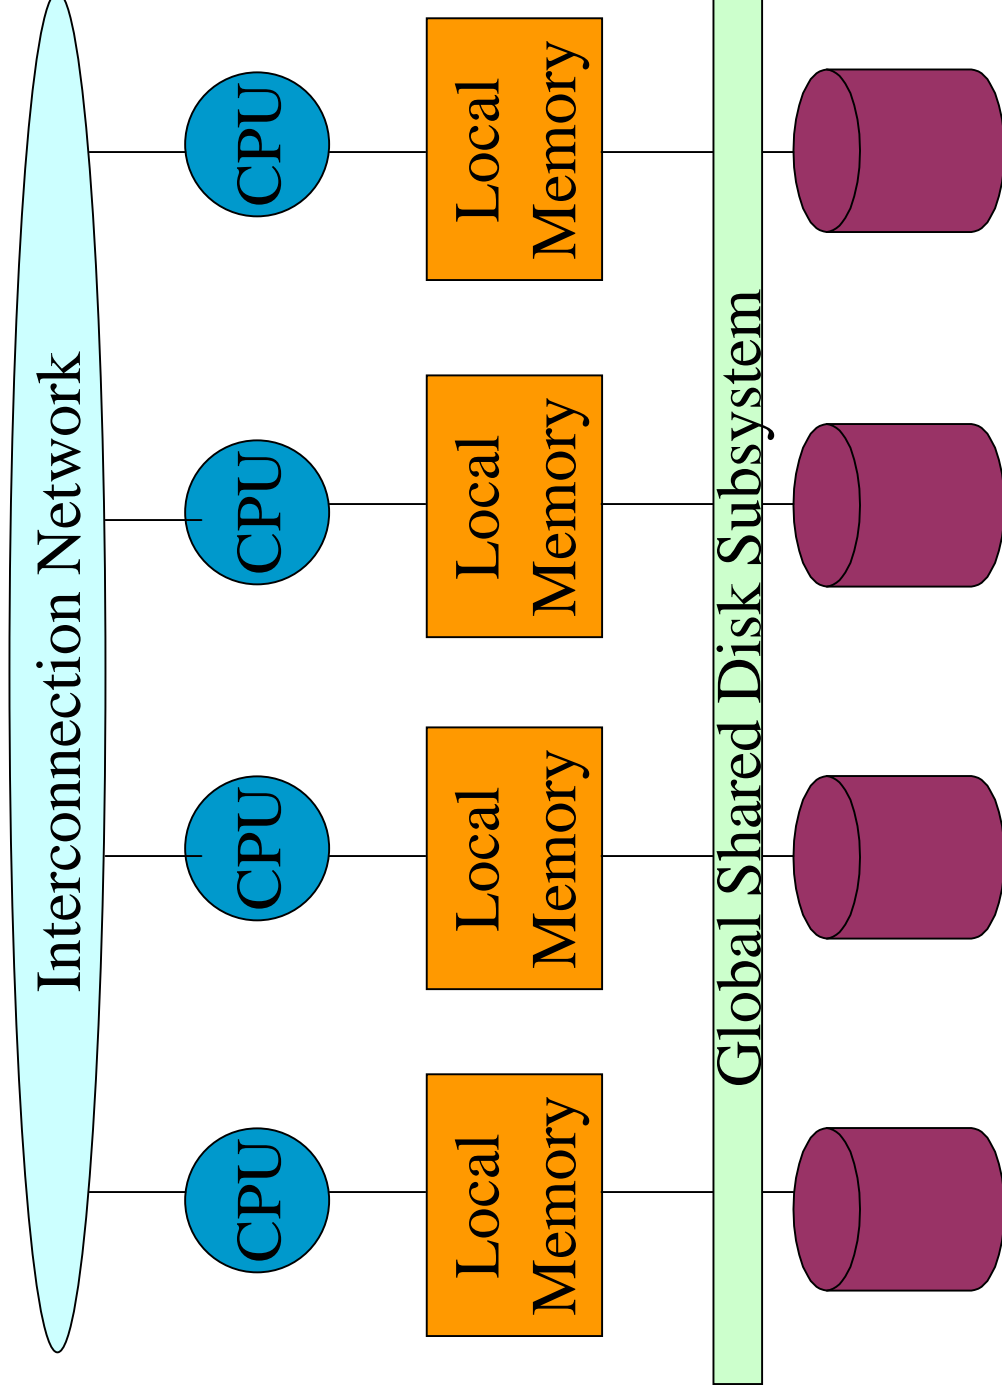 Interconnection Network
CPU
CPU
CPU
CPU
Local
Memory
Local
Memory
Local
Memory
Local
Memory
Global Shared Disk Subsystem